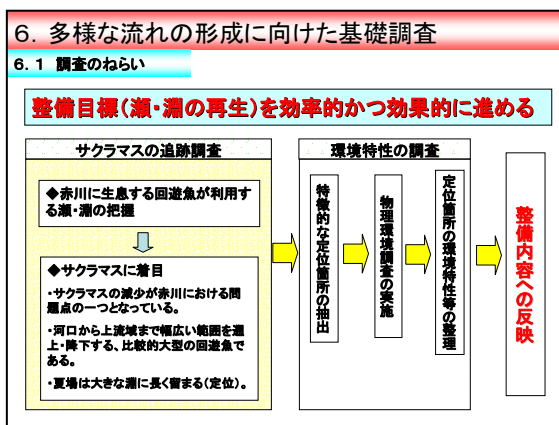 6．多様な流れの形成に向けた基礎調査
6．1 調査のねらい
整備目標（瀬・淵の再生）を効率的かつ効果的に進める
サクラマスの追跡調査
◆赤川に生息する回遊魚が利用す
る瀬・淵の把握
◆サクラマスに着目
・サクラマスの減少が赤川における問
題点の一つとなっている。
・河口から上流域まで幅広い範囲を遡
上・降下する、比較的大型の回遊魚で
ある。
・夏場は大きな淵に長く留まる（定位）。
環境特性の調査
特徴的な定位箇所の抽出
物理環境調査の実施
定位箇所の環境特性等の整理
整備内容への反映